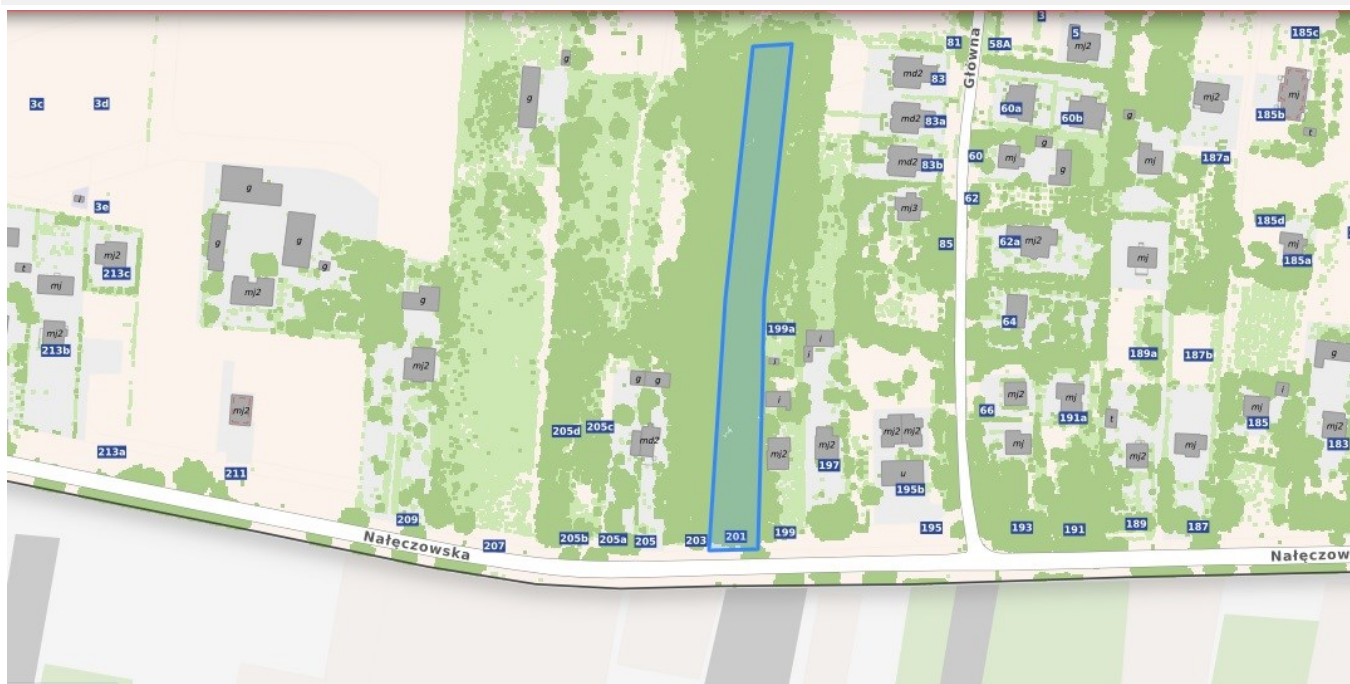 3
81
58A
5
mj2
185c
g
83
md2
mj
g
mj2
3c
3d
60a
60b
g
185b
83a
md2
t
g
60
mj
mj
187a
83b
md2
g
i
3e
62
mj3
185d
g
g
85
62a
mj2
mj
185a
mj
mj2
213c
g
t
mj
mj2
g
64
199a
mj2
213b
i
i
189a
187b
g
i
mj2
g
g
mj2
mj
i
i
mj2
66
191a
t
mj
185
205d
205c
md2
mj2
mj2
mj2
mj2
mj
mj
mj2
183
213a
mj2
197
211
u
195b
209
203
201
199
195
193
191
189
187
207
205b
205a
205
Główna
Nałęczowska
Nałęczow